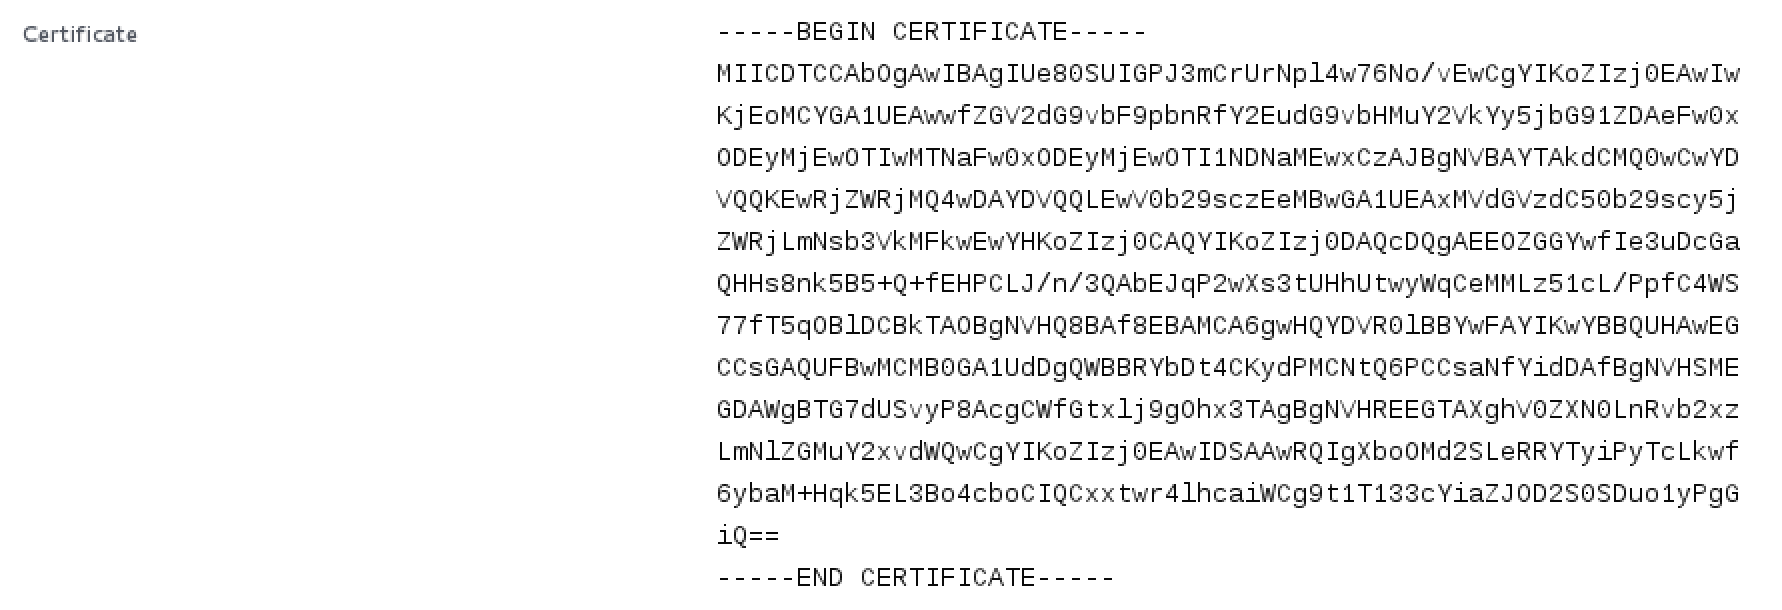 Certificate
-----BEGIN CERTIFICATE-----
MIICDTCCAbOgAwIBAgIUe80SUIGPJ3mCrUrNpl4w76No/vEwCgYIKoZIzj0EAwIw
KjEoMCYGA1UEAwwfZGV2dG9vbF9pbnRfY2EudG9vbHMuY2VkYy5jbG91ZDAeFw0x
ODEyMjEwOTIwMTNaFw0xODEyMjEwOTI1NDNaMEwxCzAJBgNVBAYTAkdCMQ0wCwYD
VQQKEwRjZWRjMQ4wDAYDVQQLEwV0b29sczEeMBwGA1UEAxMVdGVzdC50b29scy5j
ZWRjLmNsb3VkMFkwEwYHKoZIzj0CAQYIKoZIzj0DAQcDQgAEEOZGGYwfIe3uDcGa
QHHs8nk5B5+Q+fEHPCLJ/n/3QAbEJqP2wXs3tUHhUtwyWqCeMMLz51cL/PpfC4WS
77fT5qOBlDCBkTAOBgNVHQ8BAf8EBAMCA6gwHQYDVR0lBBYwFAYIKwYBBQUHAwEG
CCsGAQUFBwMCMB0GA1UdDgQWBBRYbDt4CKydPMCNtQ6PCCsaNfYidDAfBgNVHSME
GDAWgBTG7dUSvyP8AcgCWfGtxlj9gOhx3TAgBgNVHREEGTAXghV0ZXN0LnRvb2xz
LmNlZGMuY2xvdWQwCgYIKoZIzj0EAwIDSAAwRQIgXboOMd2SLeRRYTyiPyTcLkwf
6ybaM+Hqk5EL3Bo4cboCIQCxxtwr4lhcaiWCg9t1T133cYiaZJOD2S0SDuo1yPgG
iQ==
-----END CERTIFICATE-----